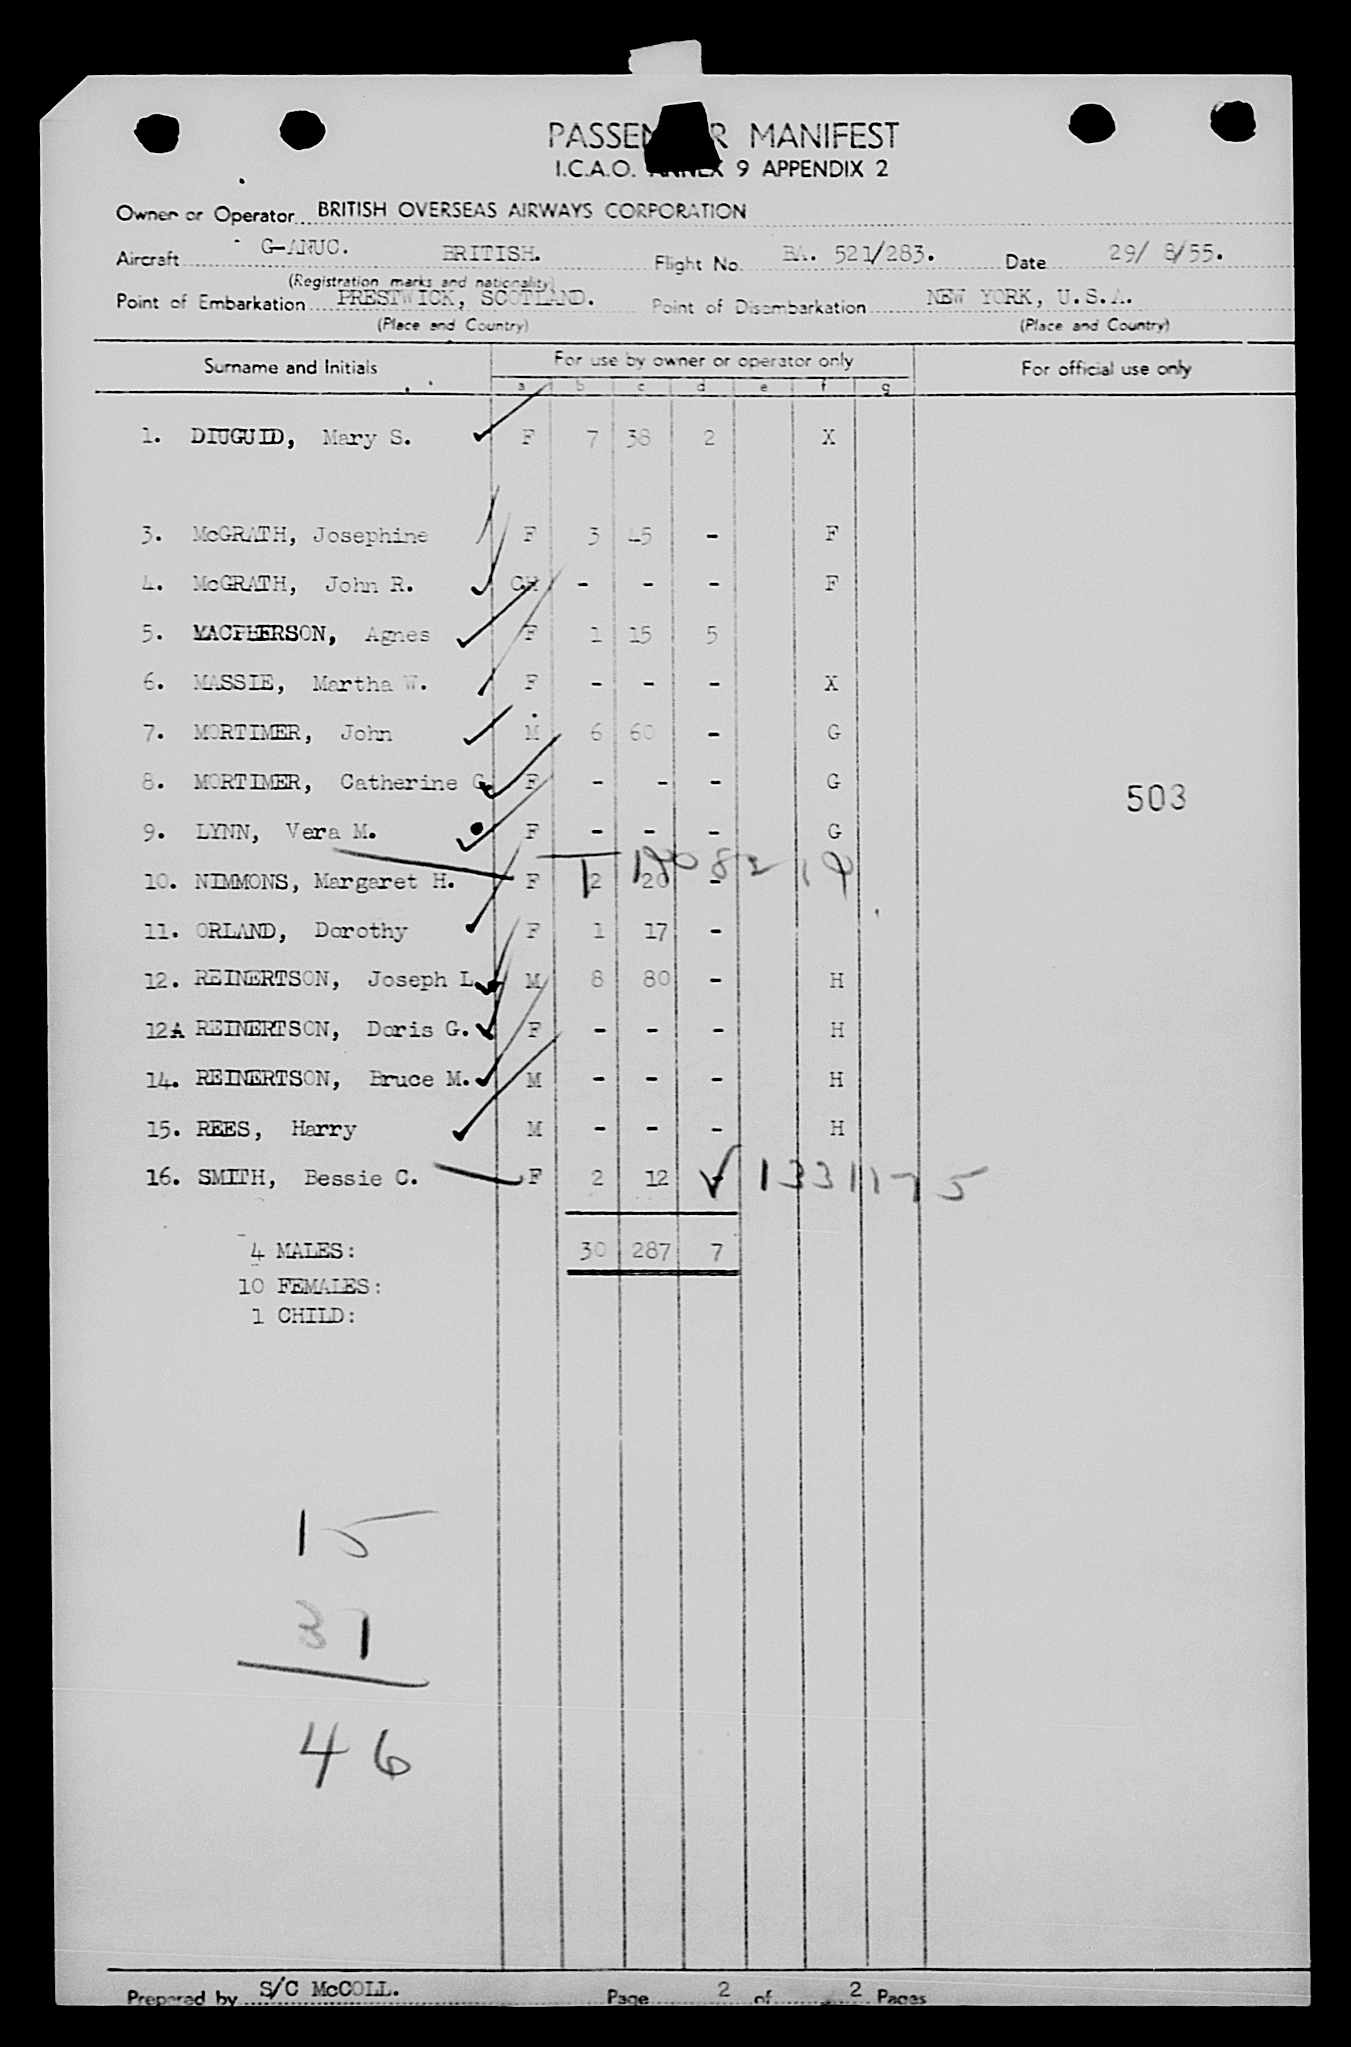 PASSENGER MANIFEST
I.C.A.O. ANNEX 9 APPENDIX 2
Owner or Operator BRITISH OVERSEAS AIRWAYS CORPORATION
Aircraft G-ANUC. BRITISH. Flight No. BA. 521/283. Date 29/ 8/55.
(Registration marks and nationality)
Point of Embarkation PRESTWICK, SCOTLAND. Point of Disembarkation NEW YORK, U.S.A.
(Place and Country) (Place and Country)
Surname and Initials For use by owner or operator only For official use only
a b c d e f g
1. DIUGUID, Mary S. F 7 38 2 X
3. McGRATH, Josephine F 3 45 - F
4. McGRATH, John R. CH - - - F
5. MACPHERSON, Agnes F 1 15 5
6. MASSIE, Martha W. F - - - X
7. MORTIMER, John M 6 60 - G
8. MORTIMER, Catherine G. F - - - G
503
9. LYNN, Vera M. F - - - G
10. NIMMONS, Margaret H. F 2 20 -
11. ORLAND, Dorothy F 1 17 -
12. REINERTSON, Joseph L. M 8 80 - H
12A REINERTSON, Doris G. F - - - H
14. REINERTSON, Bruce M. M - - - H
15. REES, Harry M - - - H
16. SMITH, Bessie C. F 2 12 - 1331175
4 MALES: 30 287 7
10 FEMALES:
1 CHILD:
15
31
46
Prepared by S/C McCOLL. Page 2 of 2 Pages